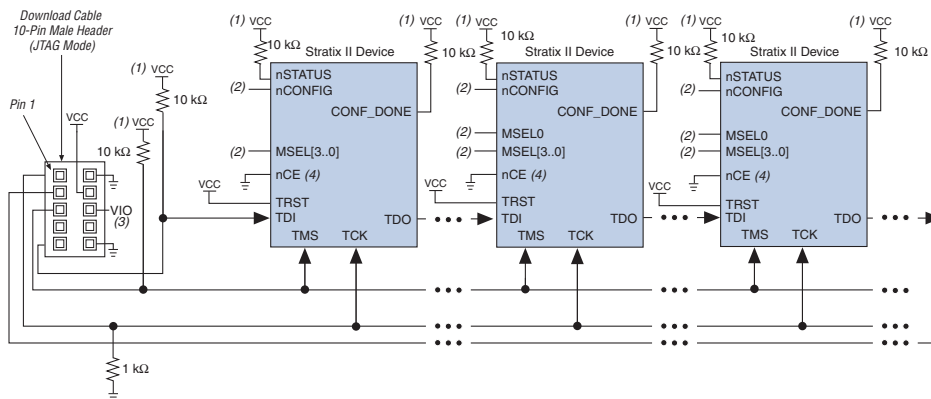 Download Cable
10-Pin Male Header
(JTAG Mode)
Pin 1
VCC
(1) VCC
10 kΩ
(1) VCC
10 kΩ
VIO
(3)
1 kΩ
(1) VCC
10 kΩ
Stratix II Device
(1) VCC
10 kΩ
nSTATUS
(2)
nCONFIG
CONF_DONE
(2)
MSEL[3..0]
nCE (4)
VCC
TRST
TDI
TDO
TMS
TCK
(1) VCC
10 kΩ
Stratix II Device
(1) VCC
10 kΩ
nSTATUS
(2)
nCONFIG
CONF_DONE
(2)
MSEL0
(2)
MSEL[3..0]
nCE (4)
VCC
TRST
TDI
TDO
TMS
TCK
(1) VCC
10 kΩ
Stratix II Device
(1) VCC
10 kΩ
nSTATUS
(2)
nCONFIG
CONF_DONE
(2)
MSEL0
(2)
MSEL[3..0]
nCE (4)
VCC
TRST
TDI
TDO
TMS
TCK